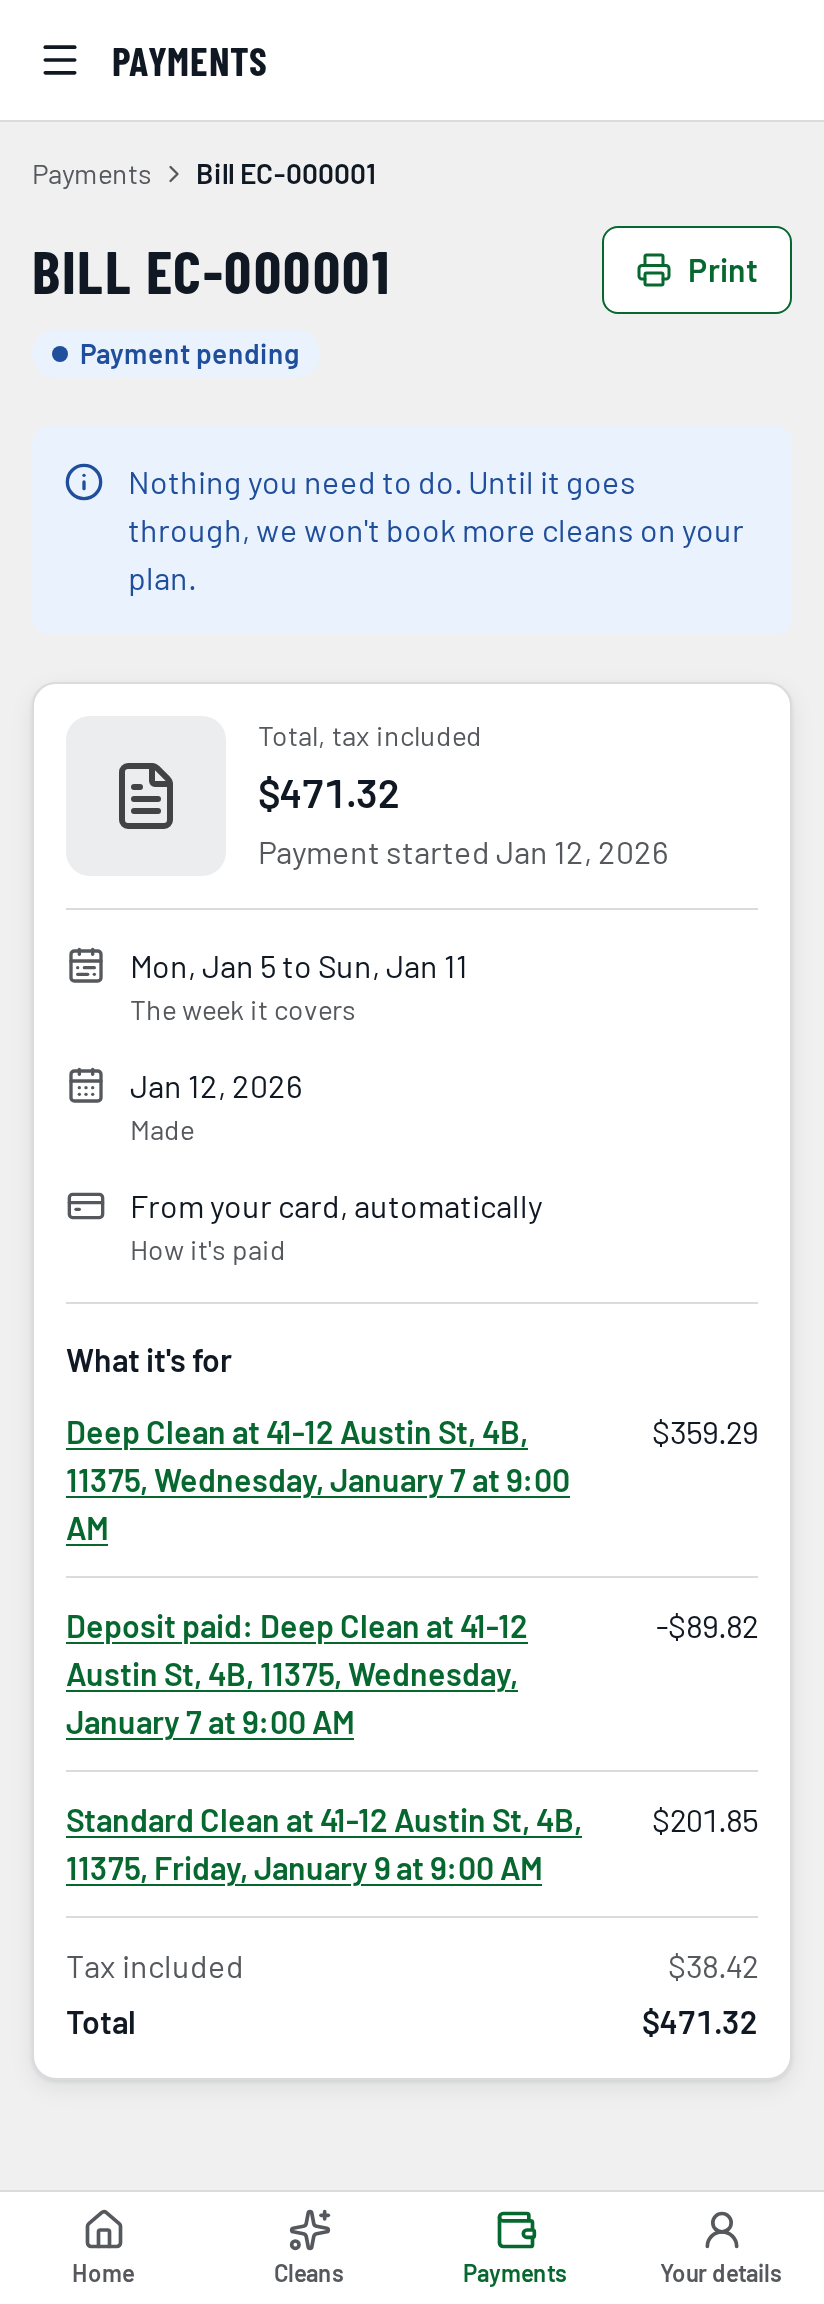 PAYMENTS
Payments > Bill EC-000001
BILL EC-000001
Print
Payment pending
Nothing you need to do. Until it goes
through, we won't book more cleans on your
plan.
Total, tax included
$471.32
Payment started Jan 12, 2026
Mon, Jan 5 to Sun, Jan 11
The week it covers
Jan 12, 2026
Made
From your card, automatically
How it's paid
What it's for
Deep Clean at 41-12 Austin St, 4B, $359.29
11375, Wednesday, January 7 at 9:00
AM
Deposit paid: Deep Clean at 41-12 -$89.82
Austin St, 4B, 11375, Wednesday,
January 7 at 9:00 AM
Standard Clean at 41-12 Austin St, 4B, $201.85
11375, Friday, January 9 at 9:00 AM
Tax included $38.42
Total $471.32
Home Cleans Payments Your details